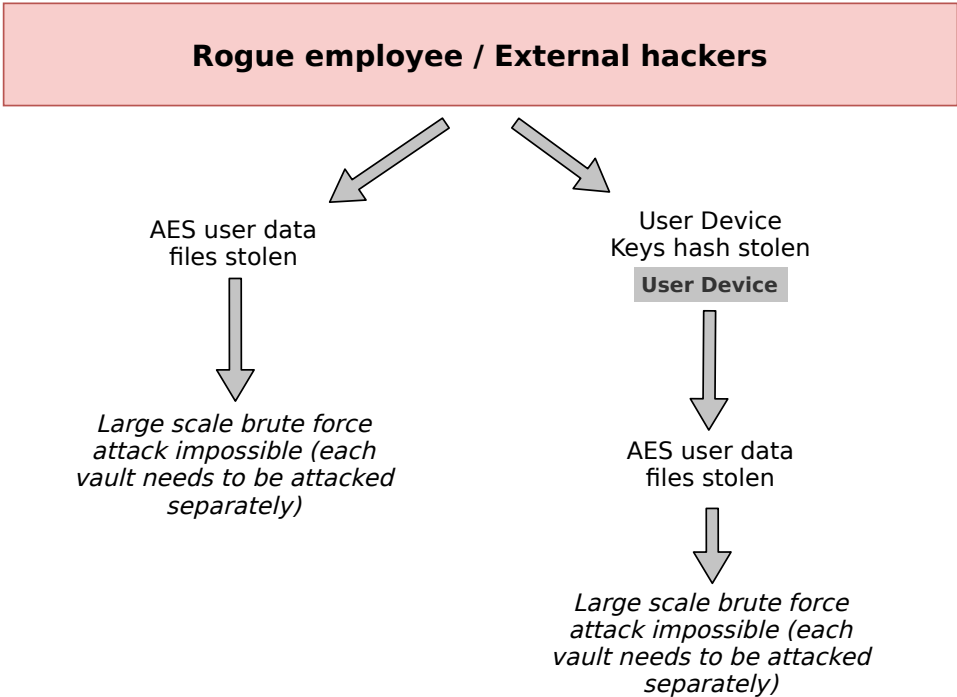 Rogue employee / External hackers
AES user data
files stolen
Large scale brute force
attack impossible (each
vault needs to be attacked
separately)
User Device
Keys hash stolen
User Device
AES user data
files stolen
Large scale brute force
attack impossible (each
vault needs to be attacked
separately)